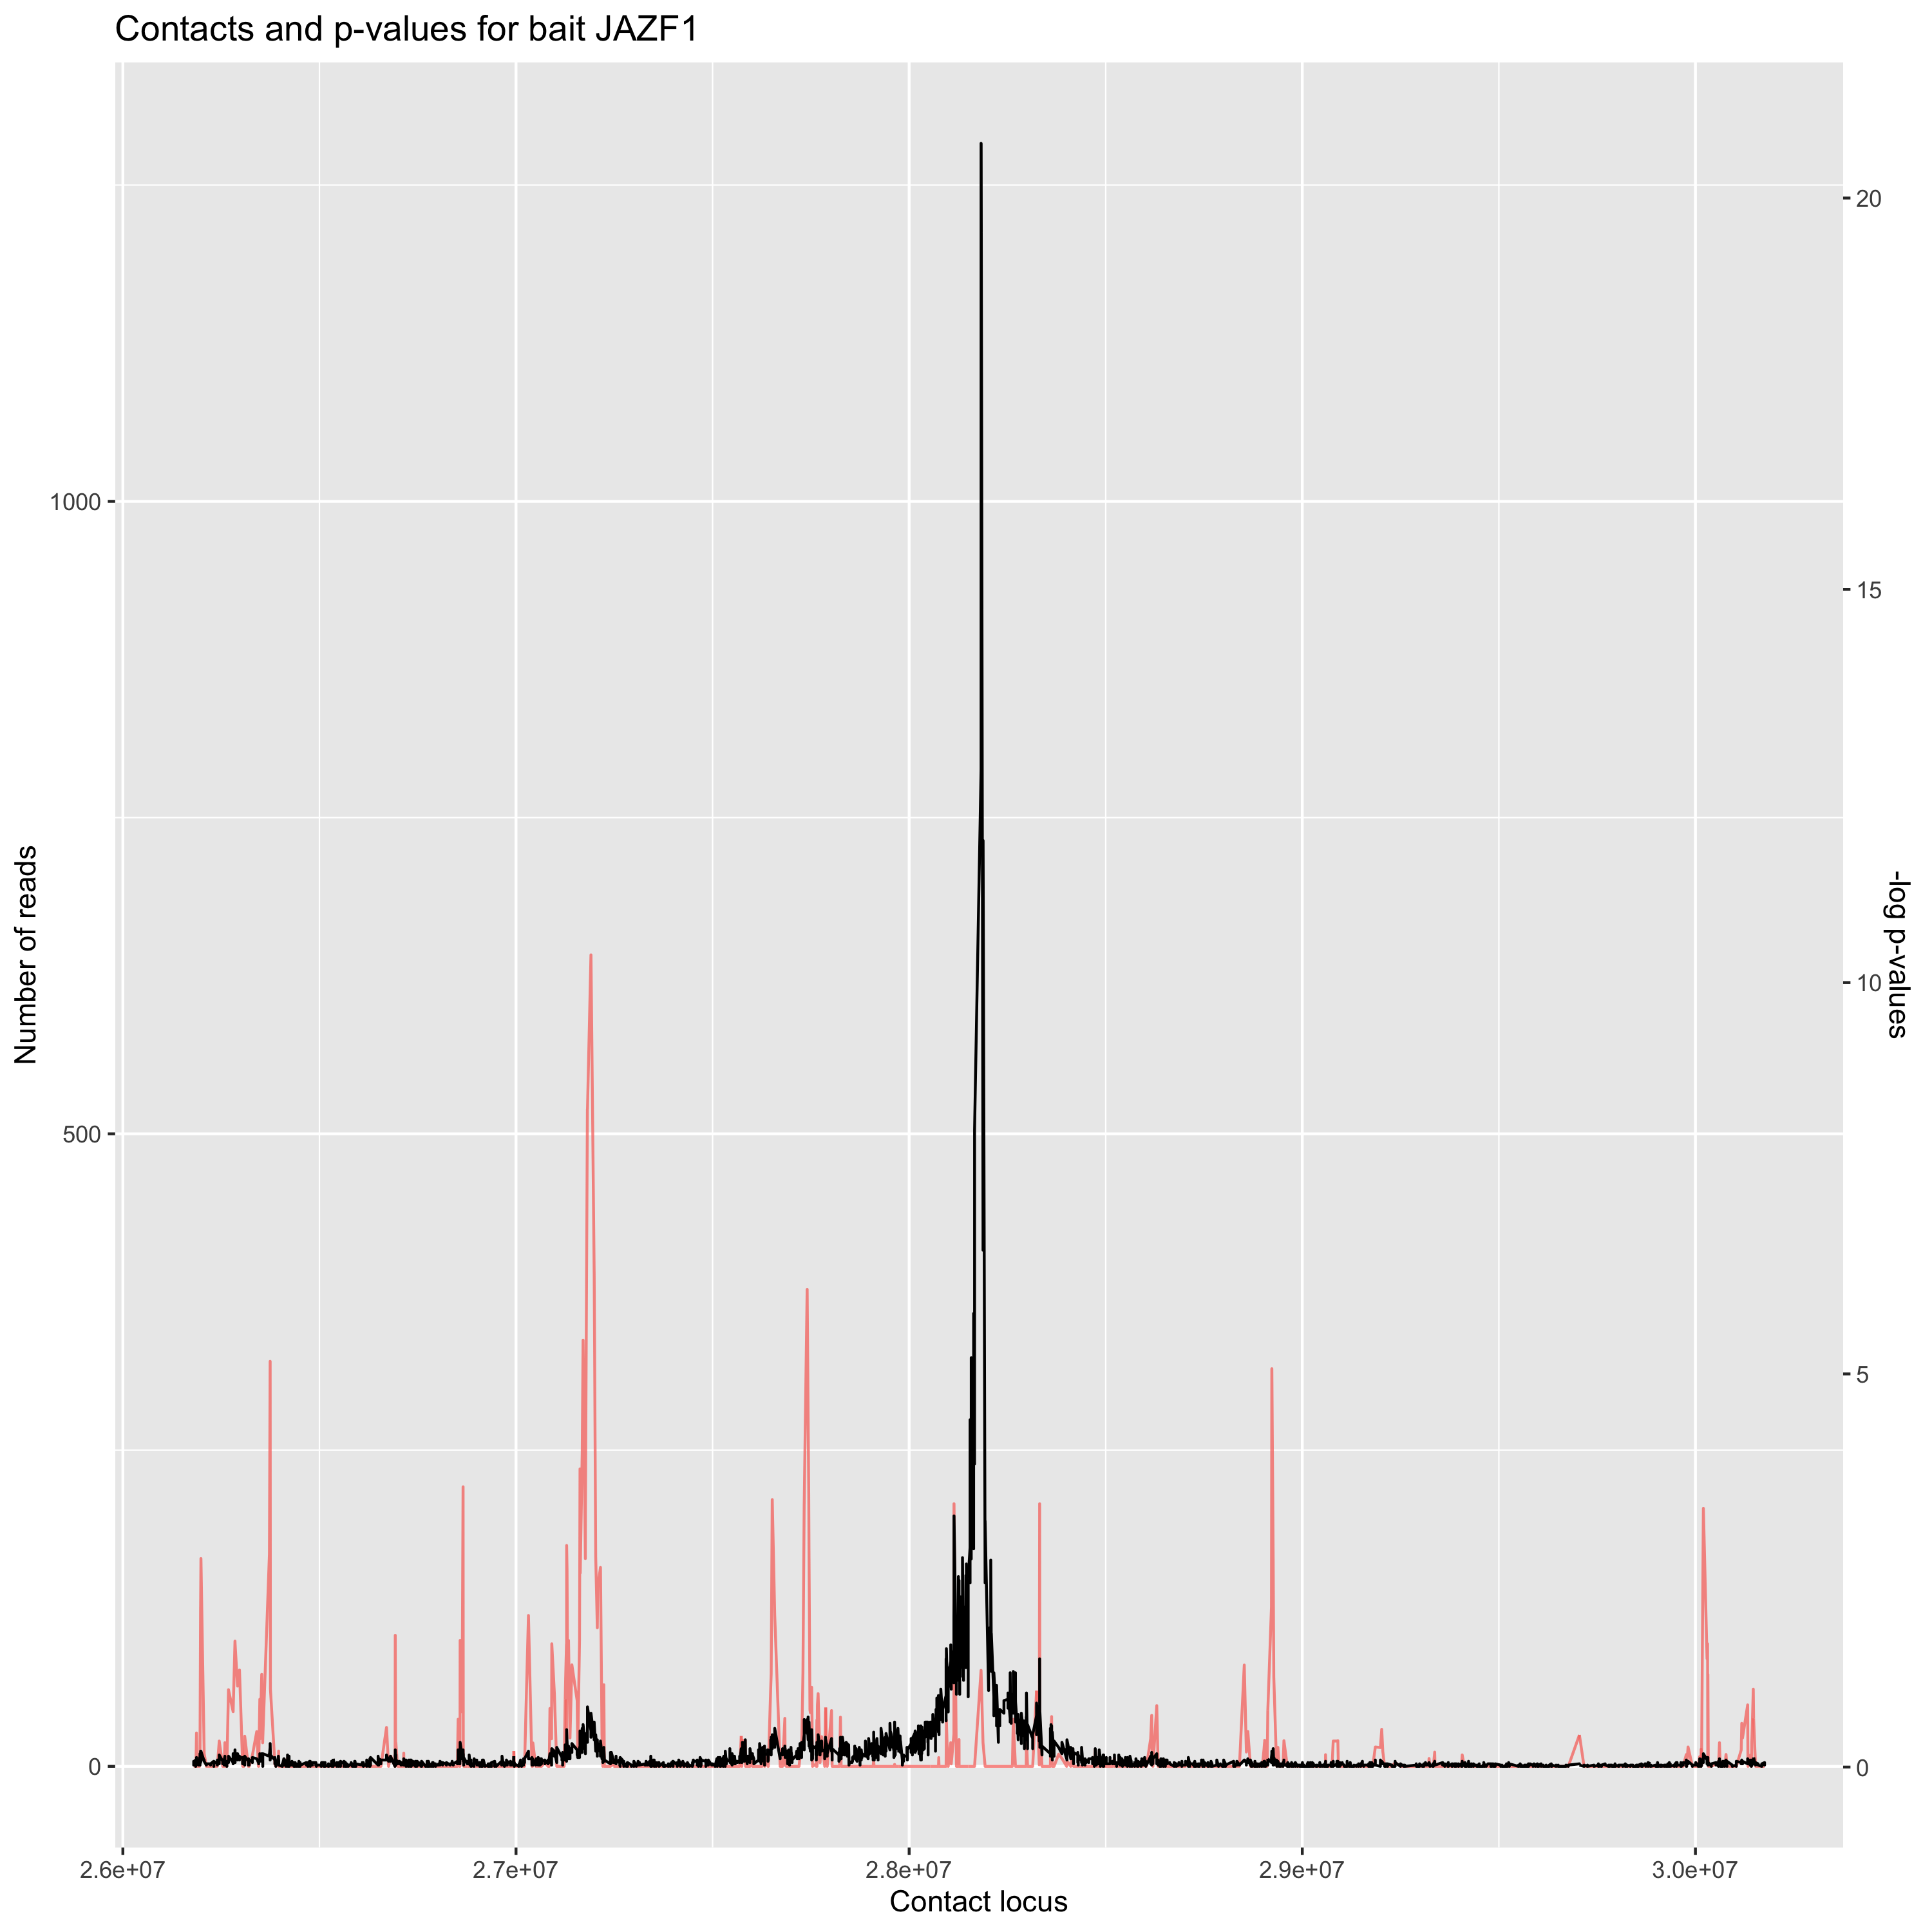 Contacts and p-values for bait JAZF1
20
1000
15
Number of reads
-log p-values
10
500
5
0
0
2.6e+07
2.7e+07
2.8e+07
2.9e+07
3.0e+07
Contact locus